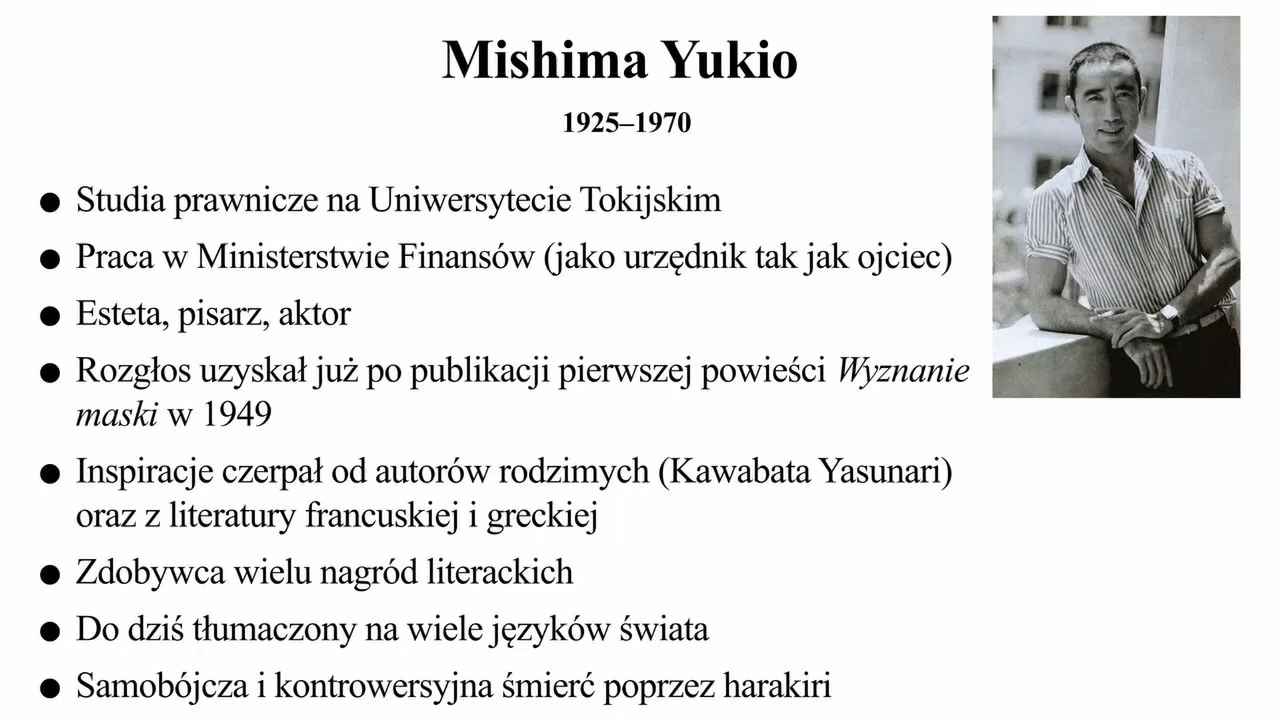 Mishima Yukio
1925–1970
● Studia prawnicze na Uniwersytecie Tokijskim
● Praca w Ministerstwie Finansów (jako urzędnik tak jak ojciec)
● Esteta, pisarz, aktor
● Rozgłos uzyskał już po publikacji pierwszej powieści Wyznanie
maski w 1949
● Inspiracje czerpał od autorów rodzimych (Kawabata Yasunari)
oraz z literatury francuskiej i greckiej
● Zdobywca wielu nagród literackich
● Do dziś tłumaczony na wiele języków świata
● Samobójcza i kontrowersyjna śmierć poprzez harakiri